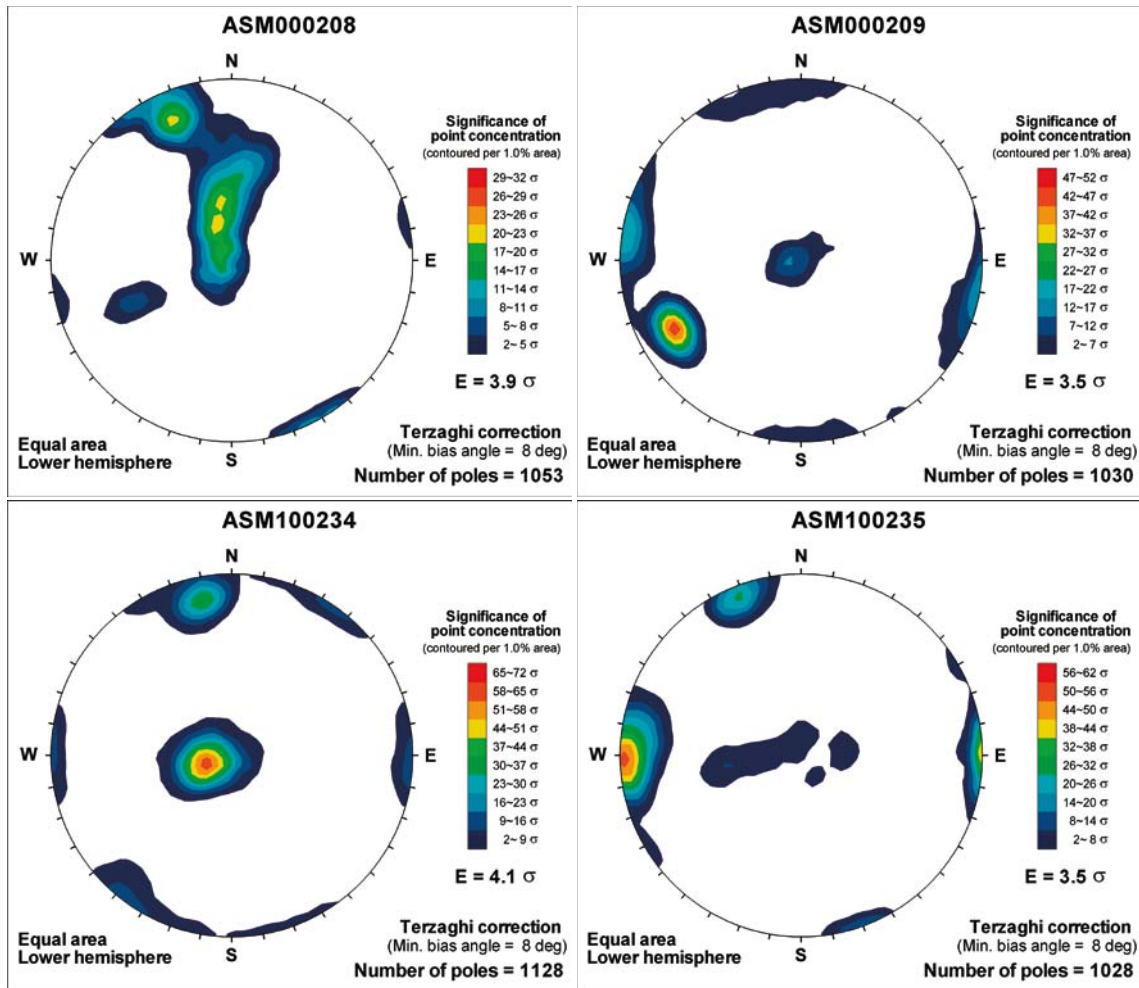 ASM000208
N
Significance of
point concentration
(contoured per 1.0% area)
29~32 σ
26~29 σ
23~26 σ
20~23 σ
17~20 σ
14~17 σ
11~14 σ
8~11 σ
5~8 σ
2~ 5 σ
W
E
E = 3.9 σ
S
Equal area
Lower hemisphere
Terzaghi correction
(Min. bias angle = 8 deg)
Number of poles = 1053
ASM000209
N
Significance of
point concentration
(contoured per 1.0% area)
47~52 σ
42~47 σ
37~42 σ
32~37 σ
27~32 σ
22~27 σ
17~22 σ
12~17 σ
7~12 σ
2~ 7 σ
W
E
E = 3.5 σ
S
Equal area
Lower hemisphere
Terzaghi correction
(Min. bias angle = 8 deg)
Number of poles = 1030
ASM100234
N
Significance of
point concentration
(contoured per 1.0% area)
65~72 σ
58~65 σ
51~58 σ
44~51 σ
37~44 σ
30~37 σ
23~30 σ
16~23 σ
9~16 σ
2~9 σ
W
E
E = 4.1 σ
S
Equal area
Lower hemisphere
Terzaghi correction
(Min. bias angle = 8 deg)
Number of poles = 1128
ASM100235
N
Significance of
point concentration
(contoured per 1.0% area)
56~62 σ
50~56 σ
44~50 σ
38~44 σ
32~38 σ
26~32 σ
20~26 σ
14~20 σ
8~14 σ
2~ 8 σ
W
E
E = 3.5 σ
S
Equal area
Lower hemisphere
Terzaghi correction
(Min. bias angle = 8 deg)
Number of poles = 1028